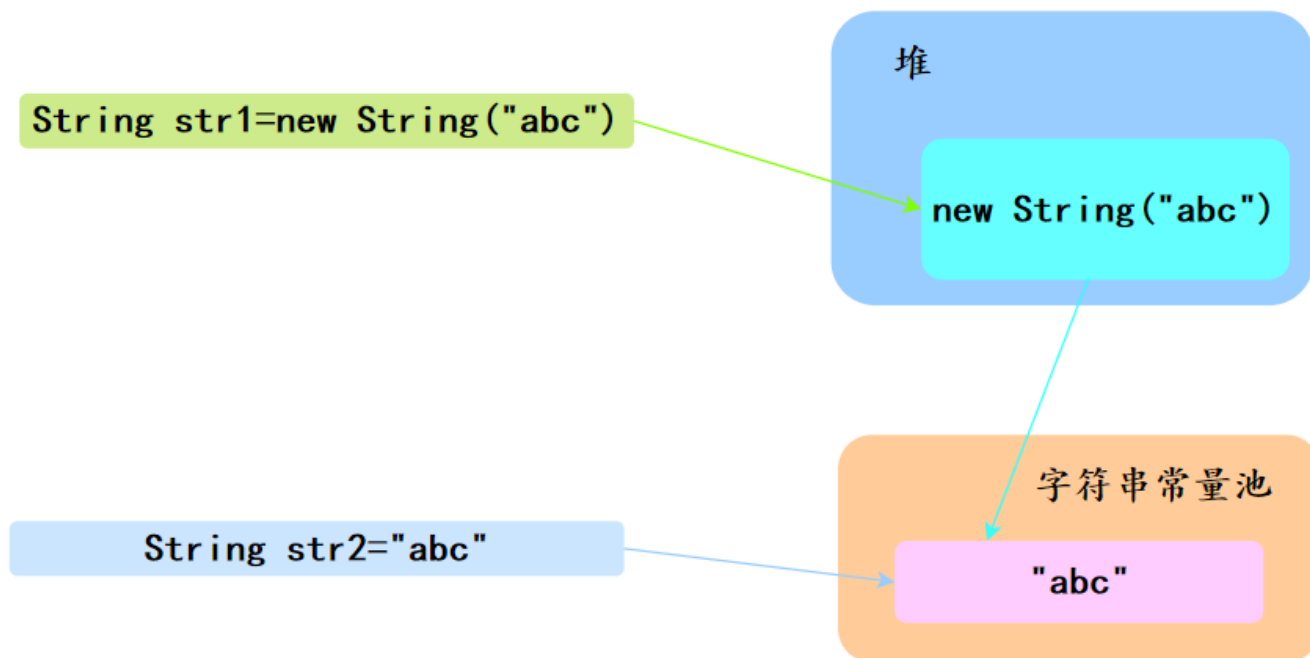 堆
String str1=new String("abc")
new String("abc")
字符串常量池
String str2="abc"
"abc"